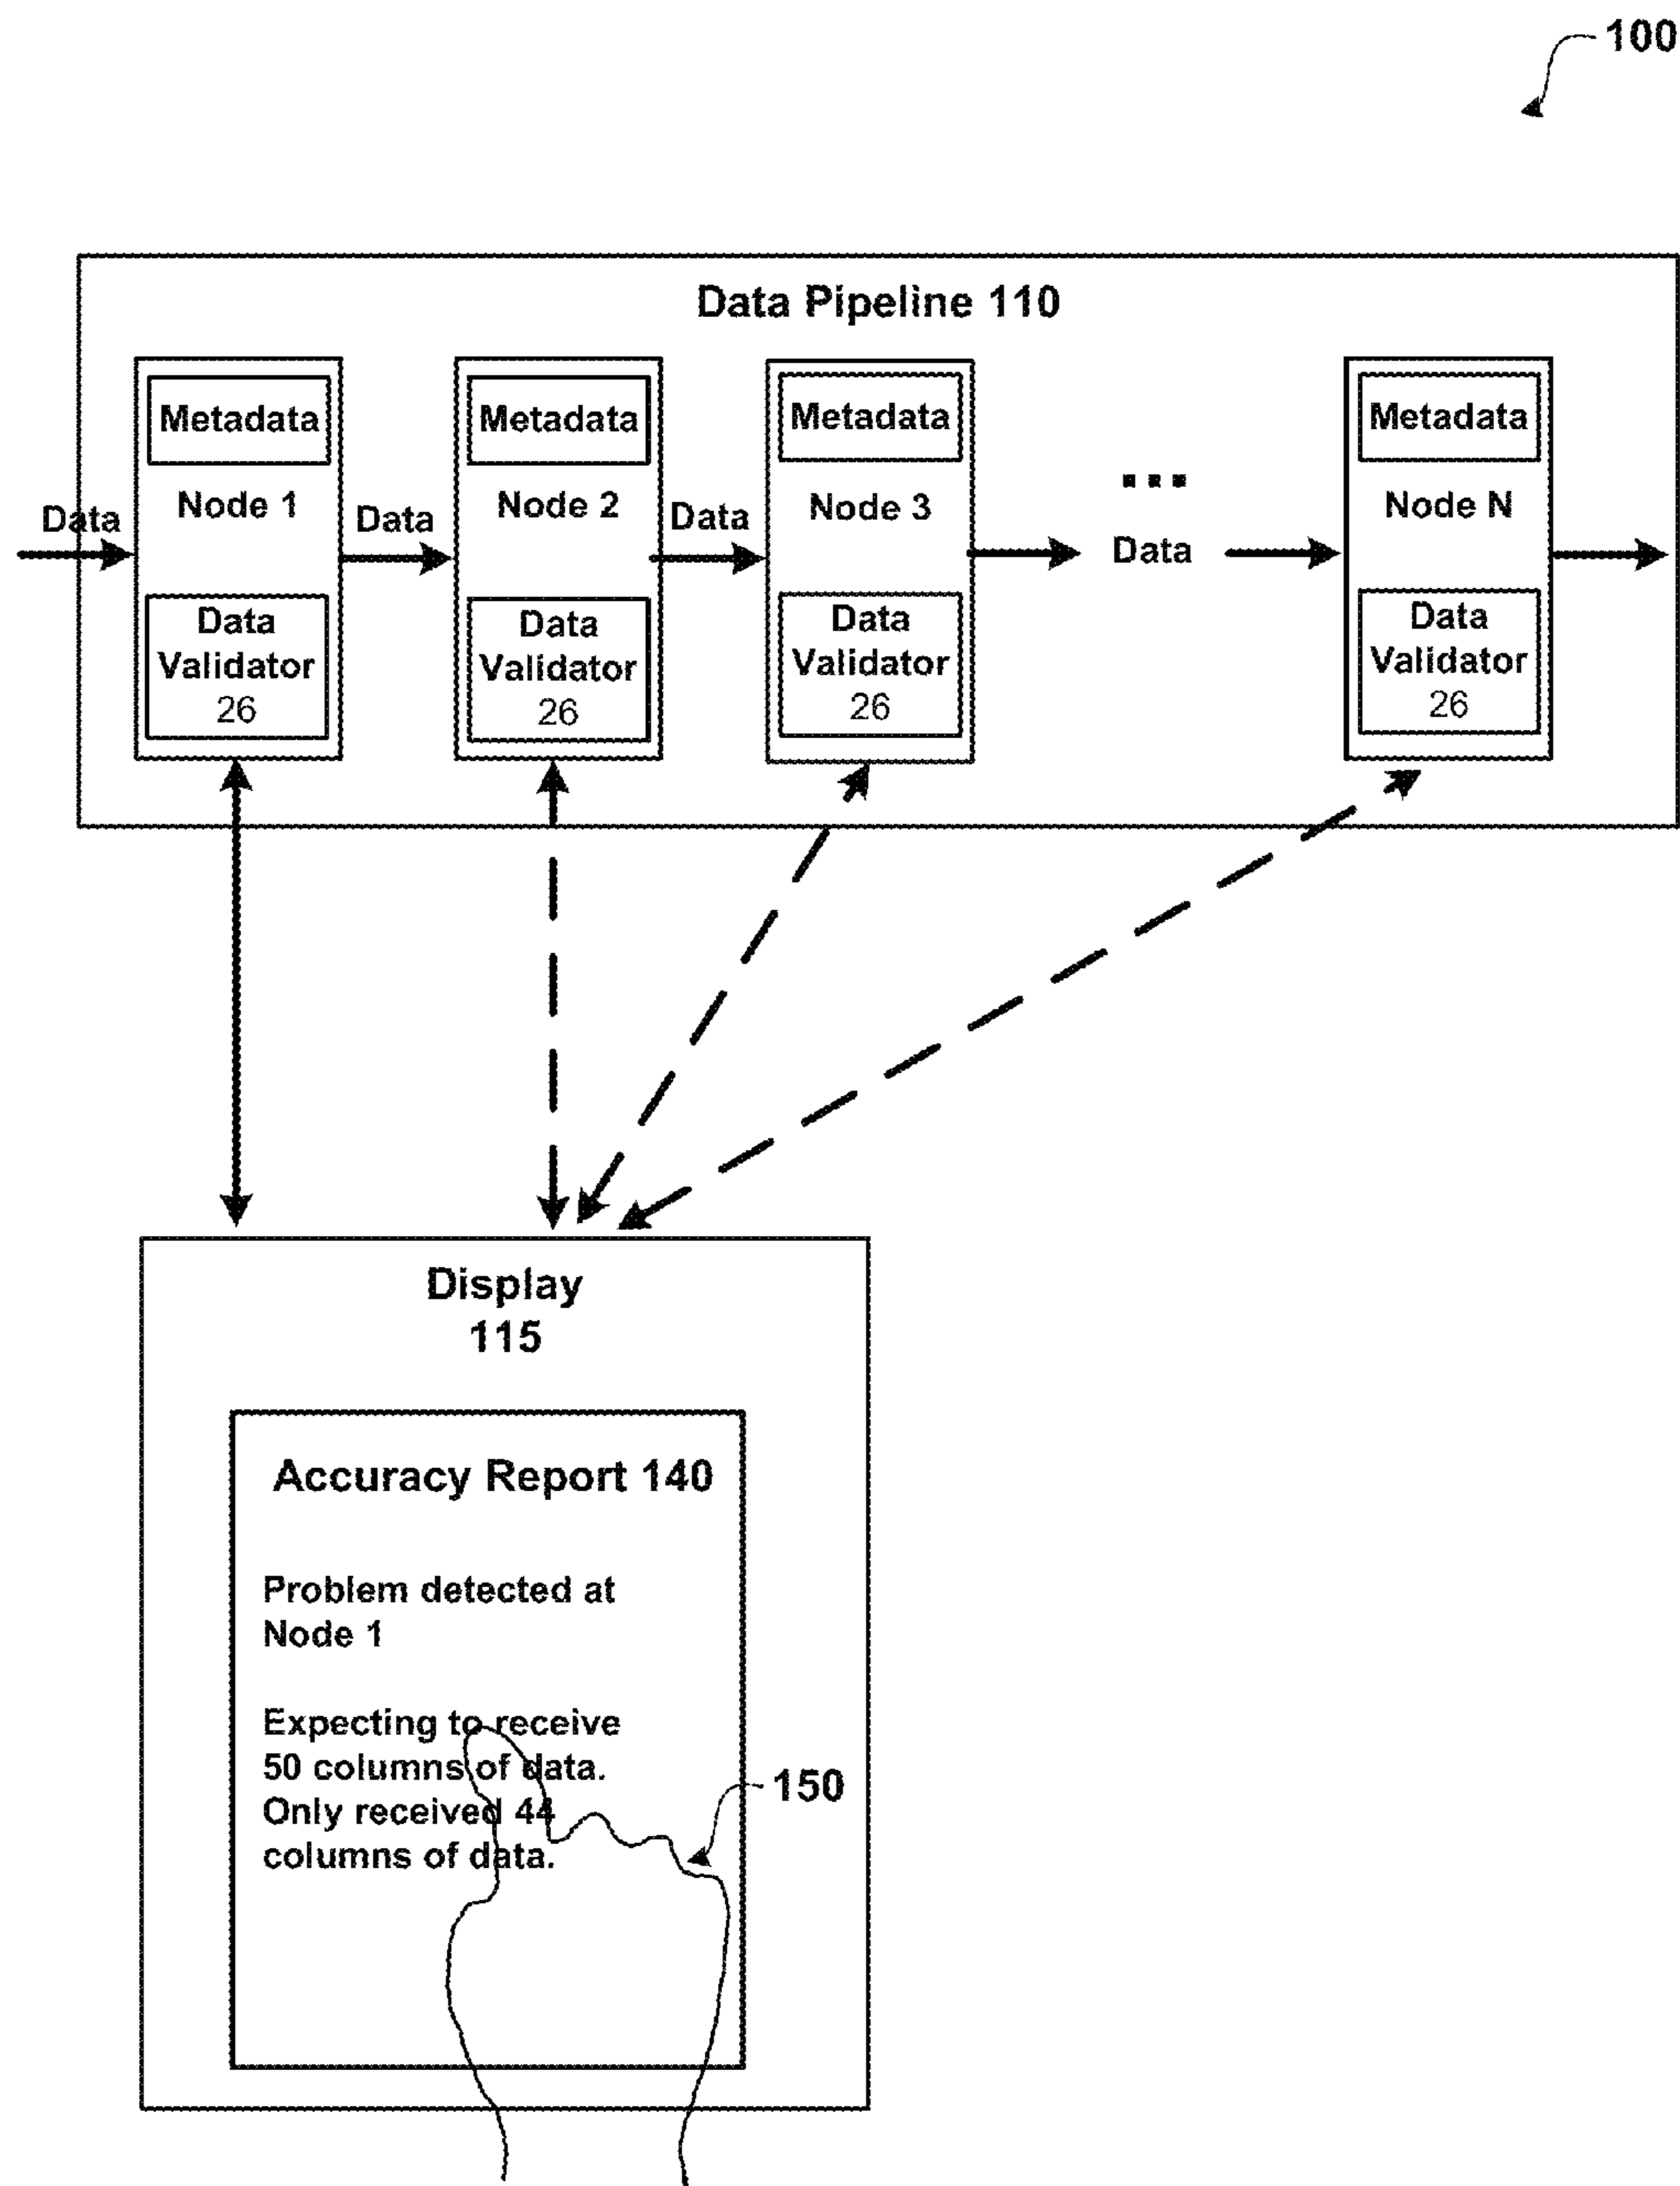 100
Data Pipeline 110
Metadata
Node 1
Data
Validator
26
Metadata
Node 2
Data
Validator
26
Metadata
Node 3
Data
Validator
26
...
Metadata
Node N
Data
Validator
26
Data
Data
Data
Data
Display
115
Accuracy Report 140
Problem detected at
Node 1
Expecting to receive
50 columns of data.
Only received 44
columns of data.
150